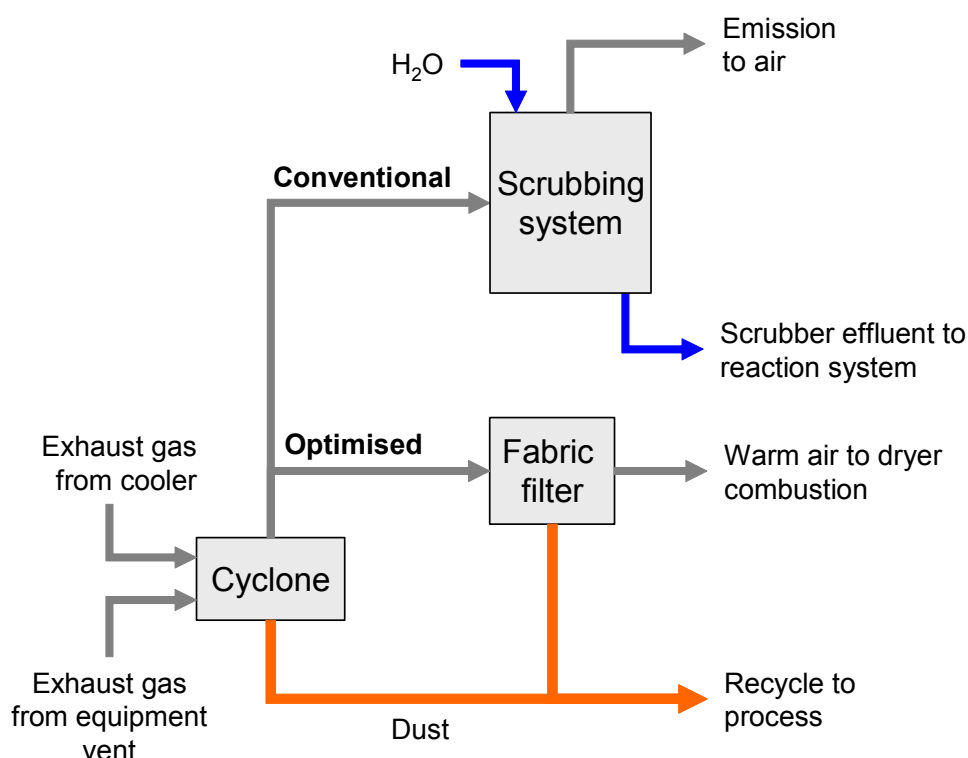 Emission
to air
H₂O
Conventional
Scrubbing
system
Scrubber effluent to
reaction system
Optimised
Exhaust gas
from cooler
Fabric
filter
Warm air to dryer
combustion
Cyclone
Exhaust gas
from equipment
vent
Dust
Recycle to
process